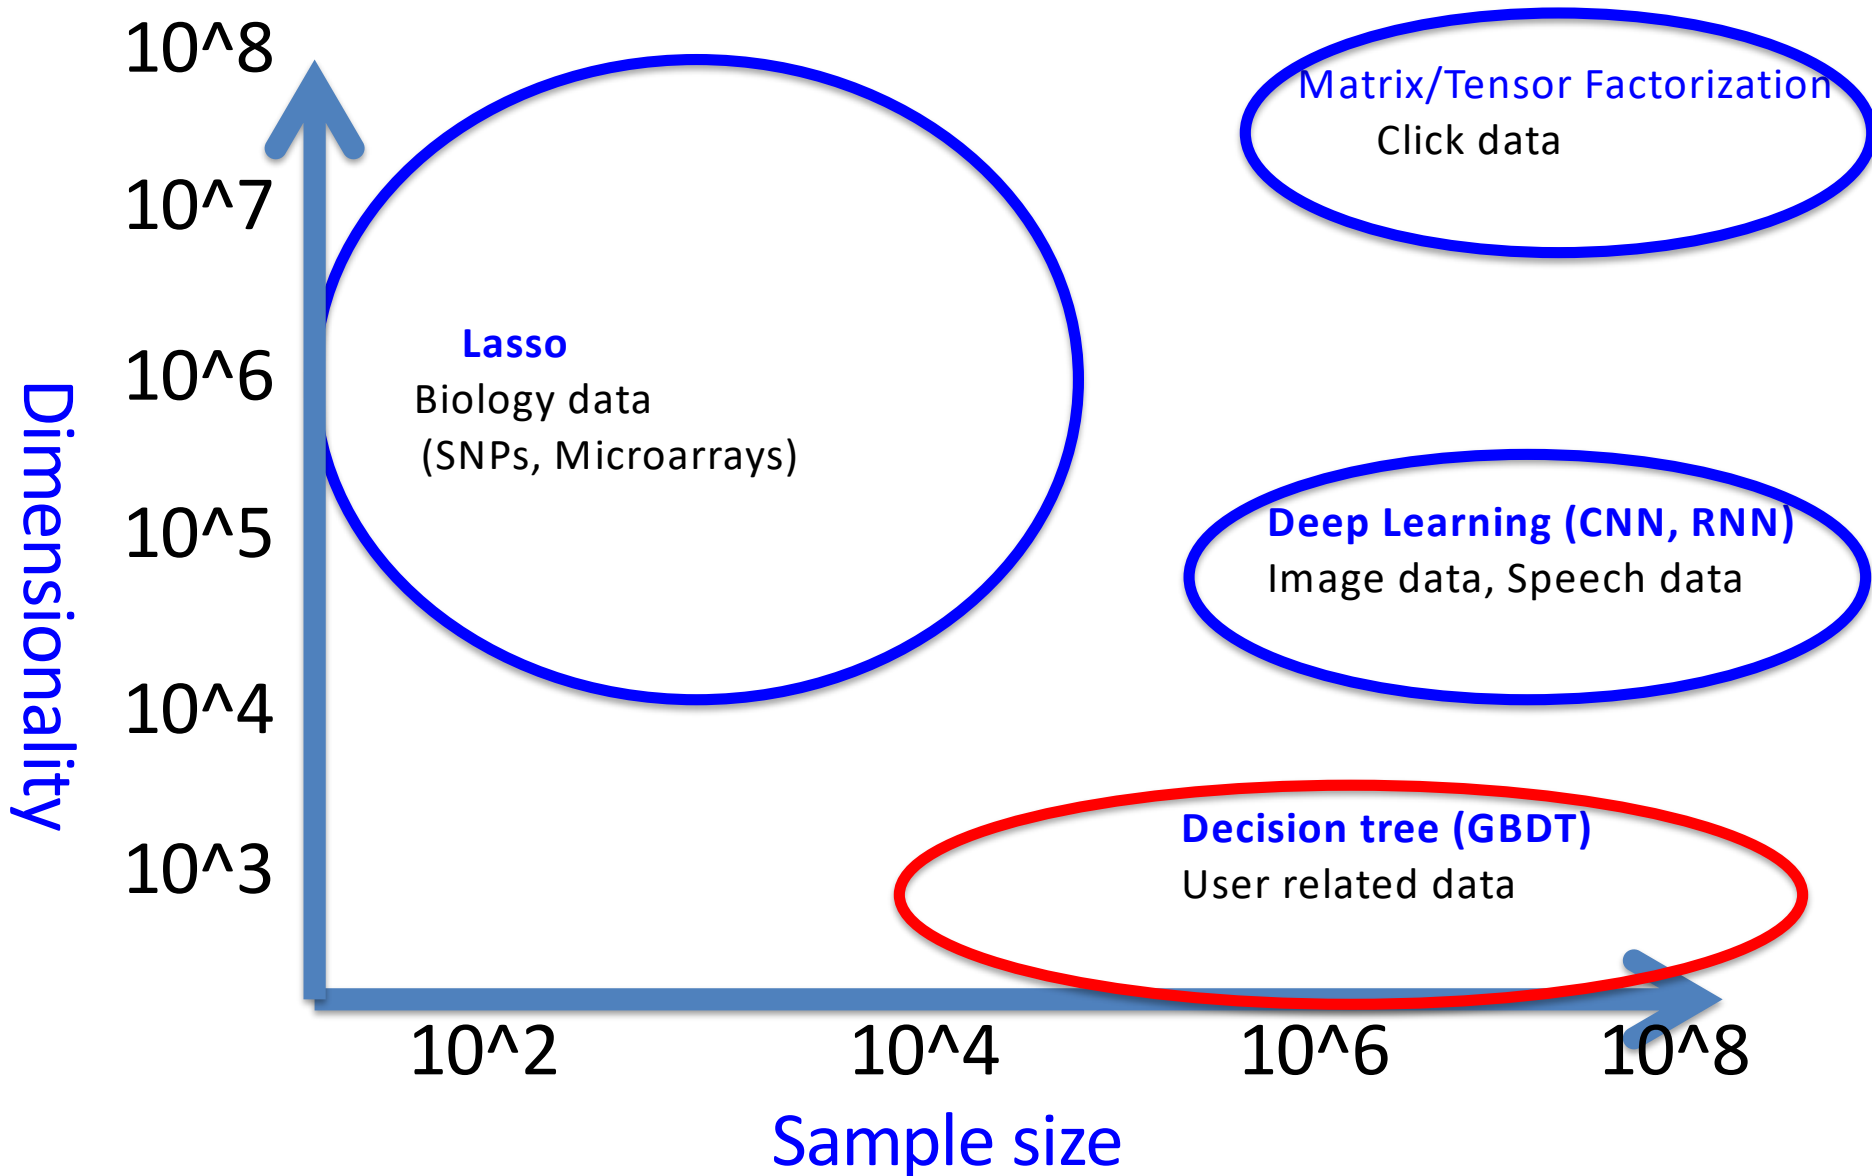 10^8
10^7
10^6
10^5
10^4
10^3
Dimensionality
Matrix/Tensor Factorization
Click data
Lasso
Biology data
(SNPs, Microarrays)
Deep Learning (CNN, RNN)
Image data, Speech data
Decision tree (GBDT)
User related data
10^2
10^4
10^6
10^8
Sample size